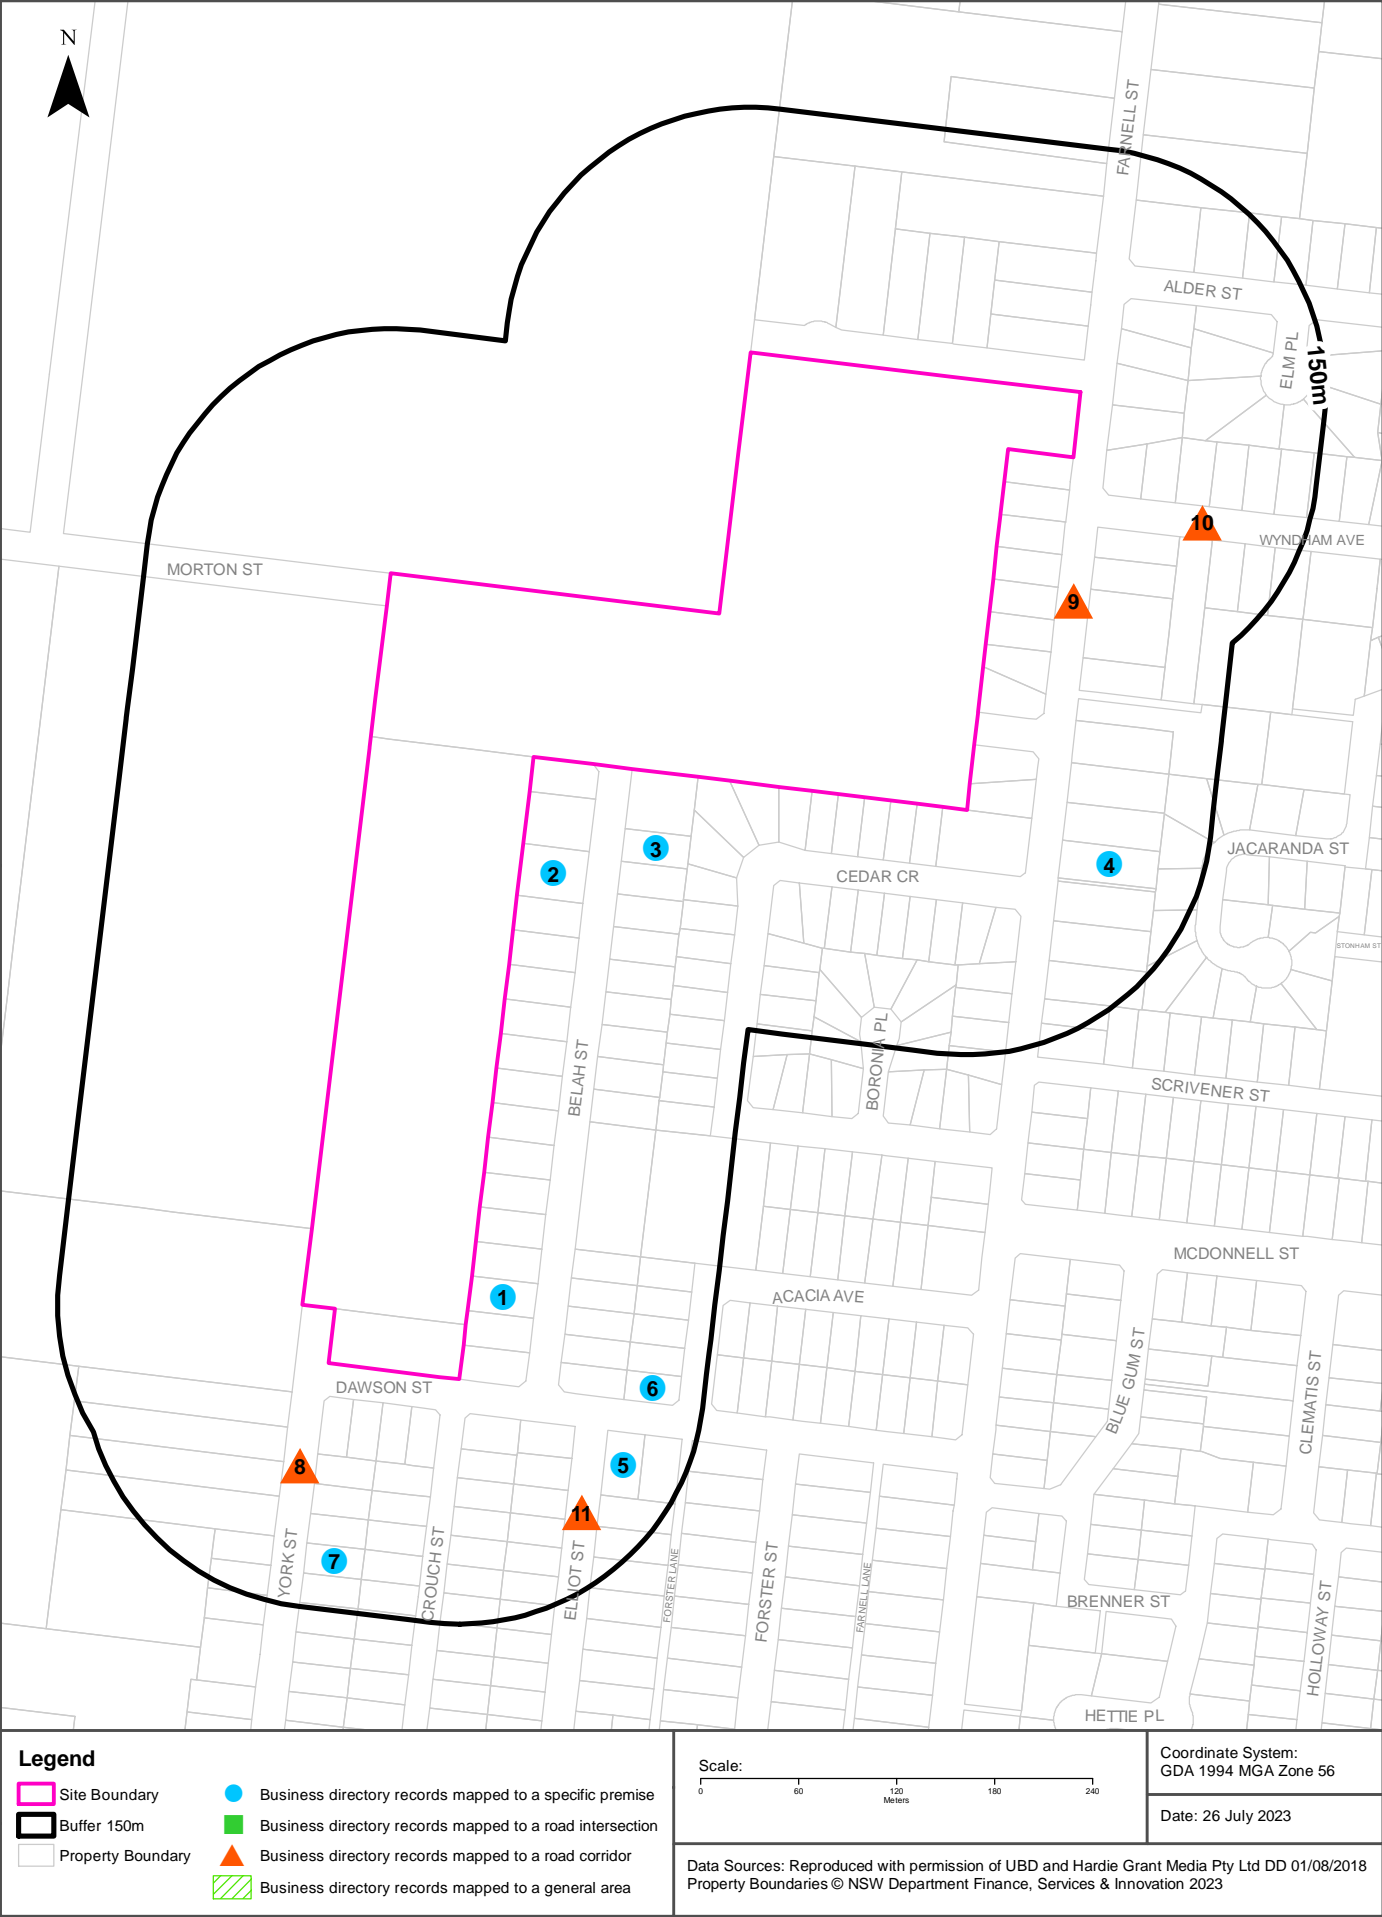 N
FARNELL ST
ALDER ST
ELM PL
150m
10
WYNDHAM AVE
MORTON ST
9
3
JACARANDA ST
2
4
CEDAR CR
STONHAM ST
BORONIA PL
BELAH ST
SCRIVENER ST
MCDONNELL ST
1
ACACIA AVE
BLUE GUM ST
DAWSON ST
6
CLEMATIS ST
8
5
11
7
YORK ST
CROUCH ST
ELLIOT ST
FORSTER LANE
FORSTER ST
FARNELL LANE
BRENNER ST
HOLLOWAY ST
HETTIE PL
Legend
Site Boundary
Buffer 150m
Property Boundary
Business directory records mapped to a specific premise
Business directory records mapped to a road intersection
Business directory records mapped to a road corridor
Business directory records mapped to a general area
Scale:
0 60 120 180 240
Meters
Coordinate System:
GDA 1994 MGA Zone 56
Date: 26 July 2023
Data Sources: Reproduced with permission of UBD and Hardie Grant Media Pty Ltd DD 01/08/2018
Property Boundaries © NSW Department Finance, Services & Innovation 2023